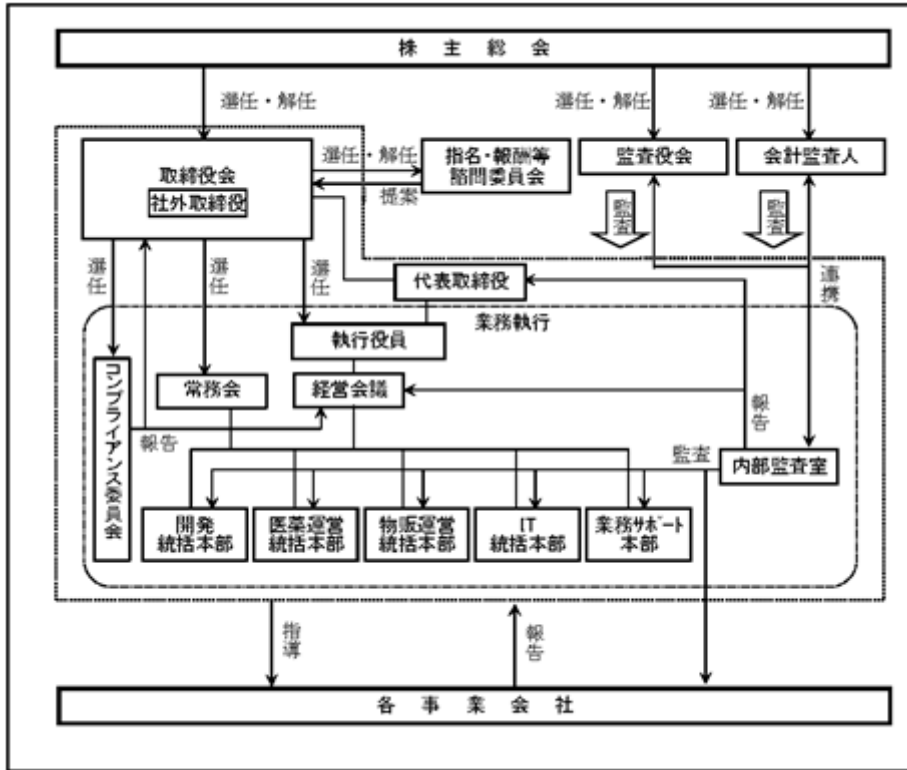 株主総会
選任・解任
選任・解任
選任・解任
取締役会
社外取締役
選任・解任
提案
指名・報酬等
諮問委員会
監査役会
会計監査人
監査
監査
選任
選任
選任
代表取締役
連携
業務執行
執行役員
コンプライアンス委員会
常務会
経営会議
報告
報告
監査
内部監査室
開発
統括本部
医薬運営
統括本部
物販運営
統括本部
IT
統括本部
業務サポート
本部
指導
報告
各事業会社